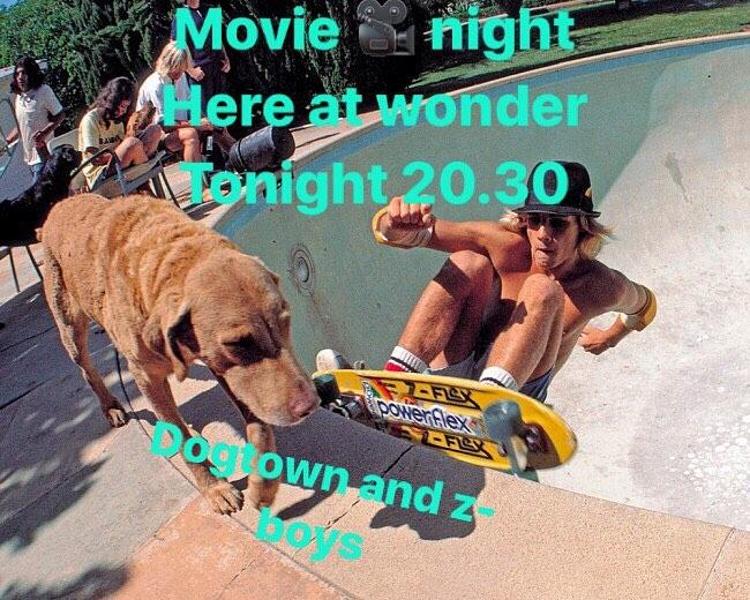 Movie 🎥 night
Here at wonder
Tonight 20.30
Z-FLEX
powerflex
Z-FLEX
Dogtown and z-
boys